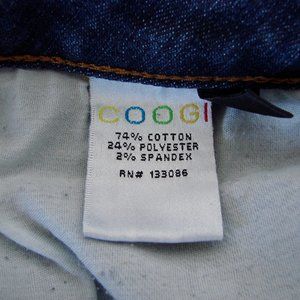 COOGI
74% COTTON
24% POLYESTER
2% SPANDEX
RN# 133086